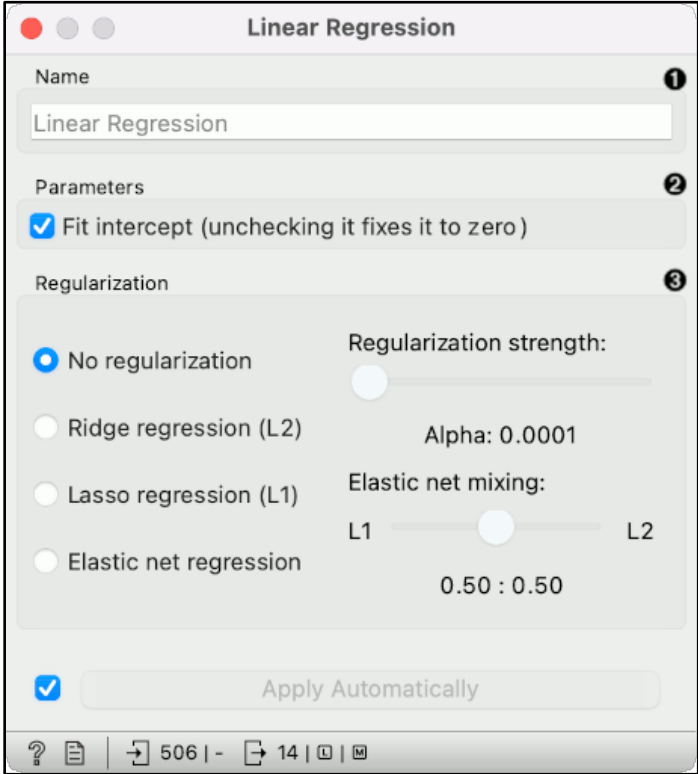 Linear Regression
Name
❶
Linear Regression
Parameters
❷
Fit intercept (unchecking it fixes it to zero)
Regularization
❸
No regularization
Ridge regression (L2)
Lasso regression (L1)
Elastic net regression
Regularization strength:
Alpha: 0.0001
Elastic net mixing:
L1 L2
0.50 : 0.50
Apply Automatically
? 506 | - 14 | L | M